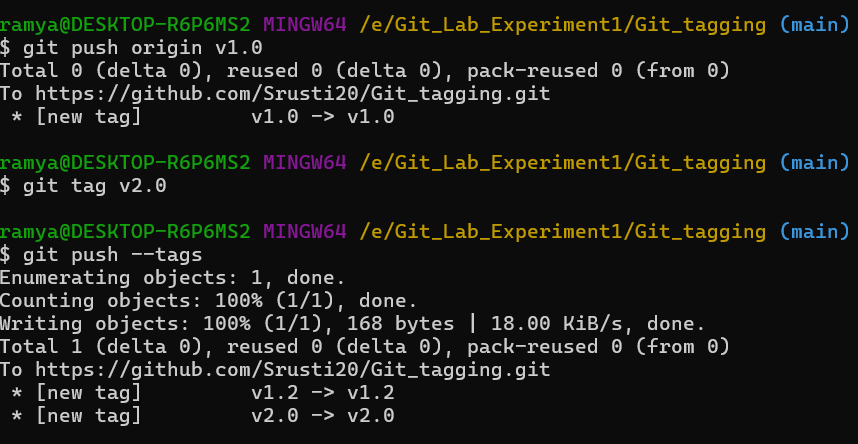 ramya@DESKTOP-R6P6MS2 MINGW64 /e/Git_Lab_Experiment1/Git_tagging (main)
$ git push origin v1.0
Total 0 (delta 0), reused 0 (delta 0), pack-reused 0 (from 0)
To https://github.com/Srusti20/Git_tagging.git
 * [new tag]         v1.0 -> v1.0

ramya@DESKTOP-R6P6MS2 MINGW64 /e/Git_Lab_Experiment1/Git_tagging (main)
$ git tag v2.0

ramya@DESKTOP-R6P6MS2 MINGW64 /e/Git_Lab_Experiment1/Git_tagging (main)
$ git push --tags
Enumerating objects: 1, done.
Counting objects: 100% (1/1), done.
Writing objects: 100% (1/1), 168 bytes | 18.00 KiB/s, done.
Total 1 (delta 0), reused 0 (delta 0), pack-reused 0 (from 0)
To https://github.com/Srusti20/Git_tagging.git
 * [new tag]         v1.2 -> v1.2
 * [new tag]         v2.0 -> v2.0